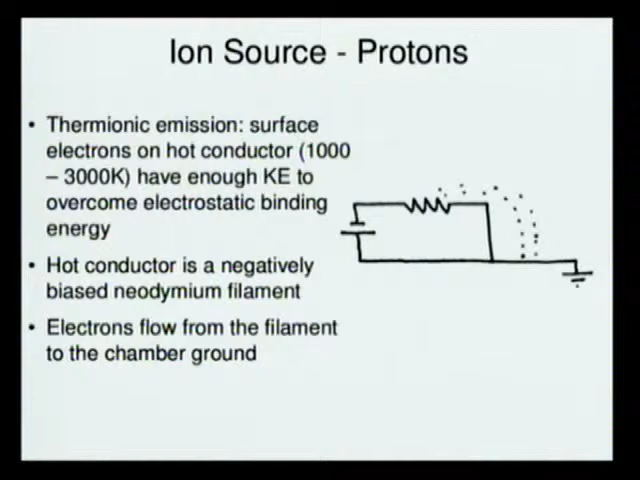 Ion Source - Protons
• Thermionic emission: surface
electrons on hot conductor (1000
– 3000K) have enough KE to
overcome electrostatic binding
energy
• Hot conductor is a negatively
biased neodymium filament
• Electrons flow from the filament
to the chamber ground